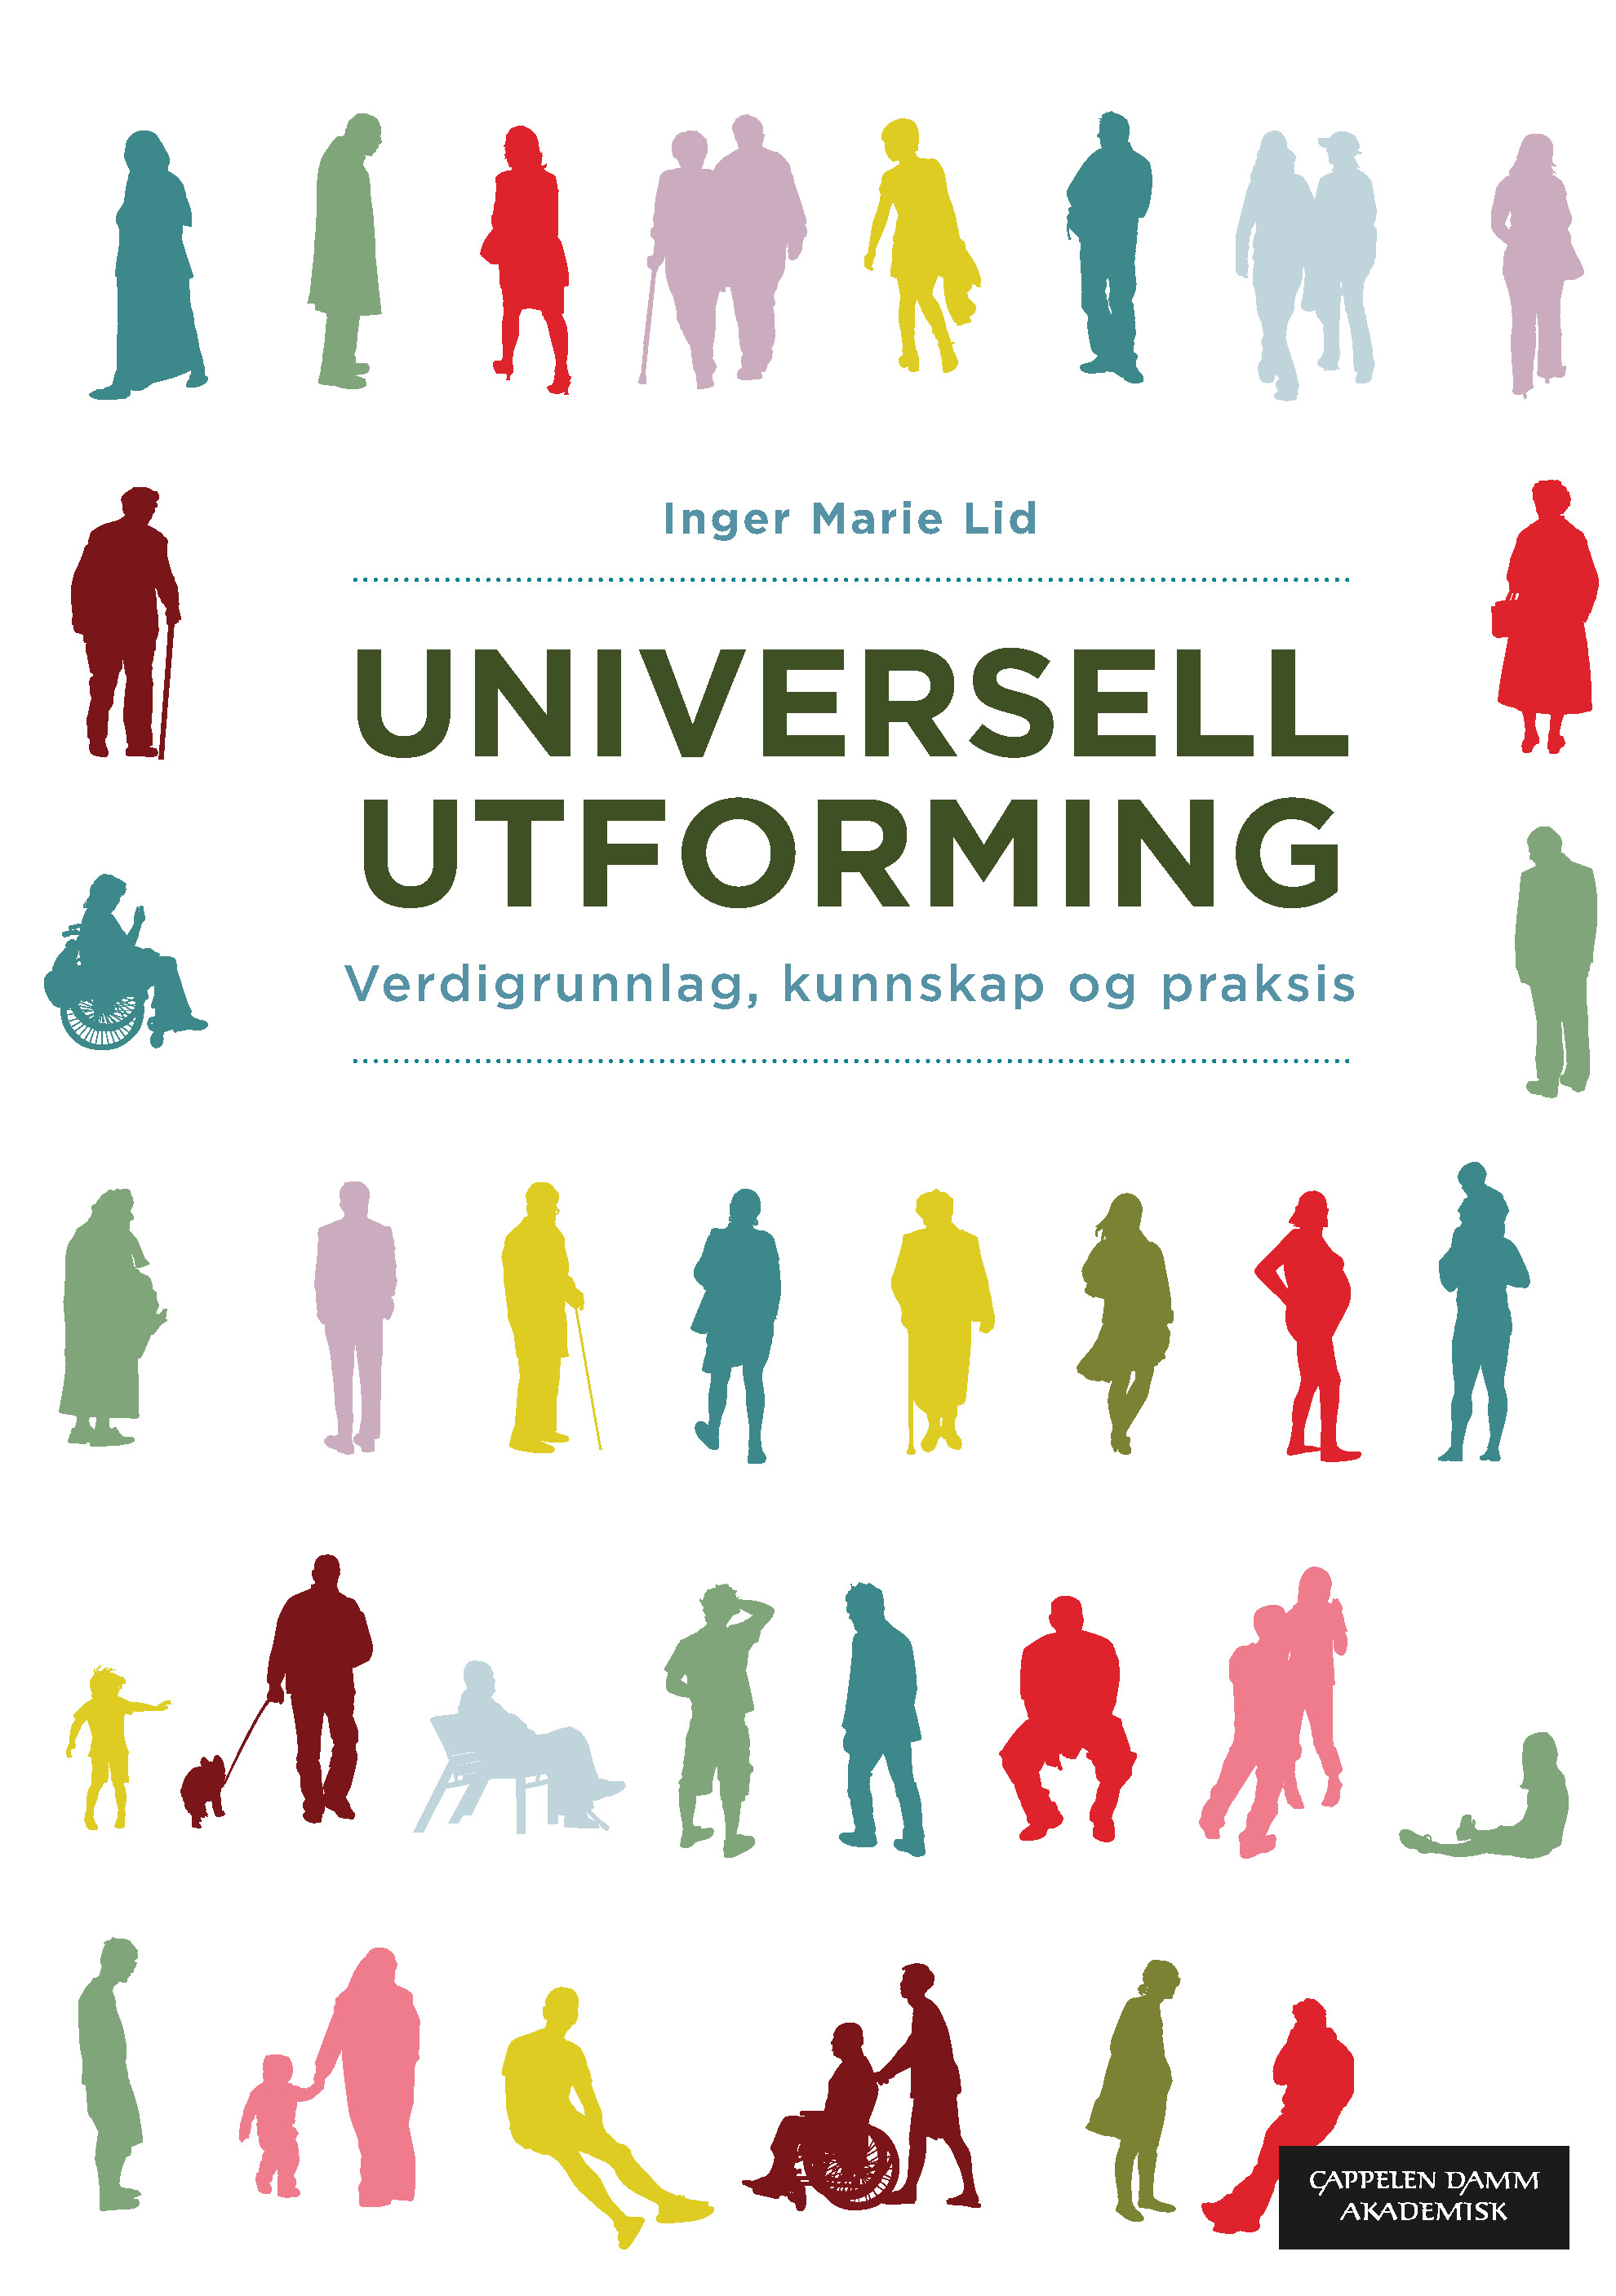 Inger Marie Lid
UNIVERSELL
UTFORMING
Verdigrunnlag, kunnskap og praksis
CAPPELEN DAMM
AKADEMISK